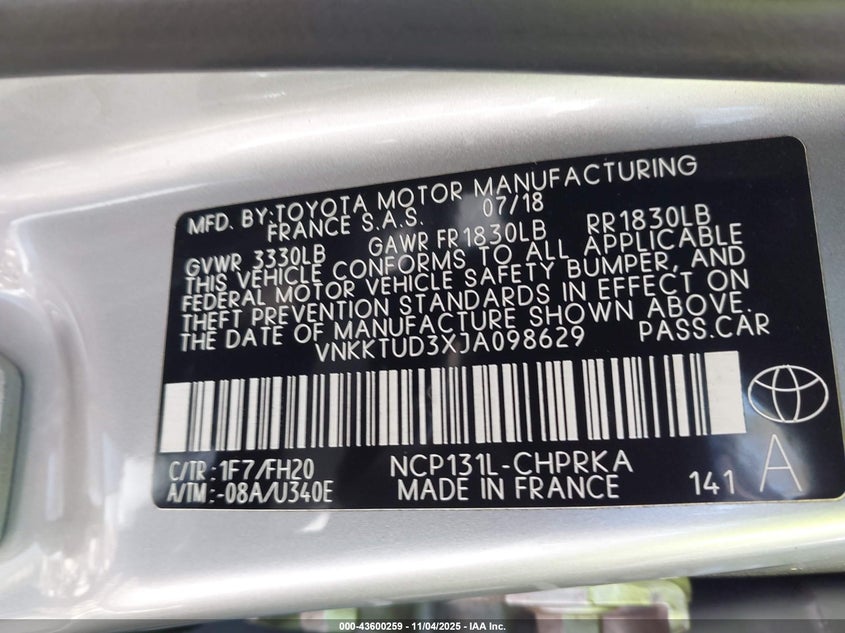 MFD. BY:TOYOTA MOTOR MANUFACTURING
FRANCE S.A.S. 07/18
GVWR 3330LB GAWR FR1830LB RR1830LB
THIS VEHICLE CONFORMS TO ALL APPLICABLE
FEDERAL MOTOR VEHICLE SAFETY BUMPER, AND
THEFT PREVENTION STANDARDS IN EFFECT ON
THE DATE OF MANUFACTURE SHOWN ABOVE.
VNKKTUD3XJA098629 PASS.CAR
C/TR:1F7/FH20 NCP131L-CHPRKA
A/TM:-08A/U340E MADE IN FRANCE 141 A
000-43600259 - 11/04/2025 - IAA Inc.